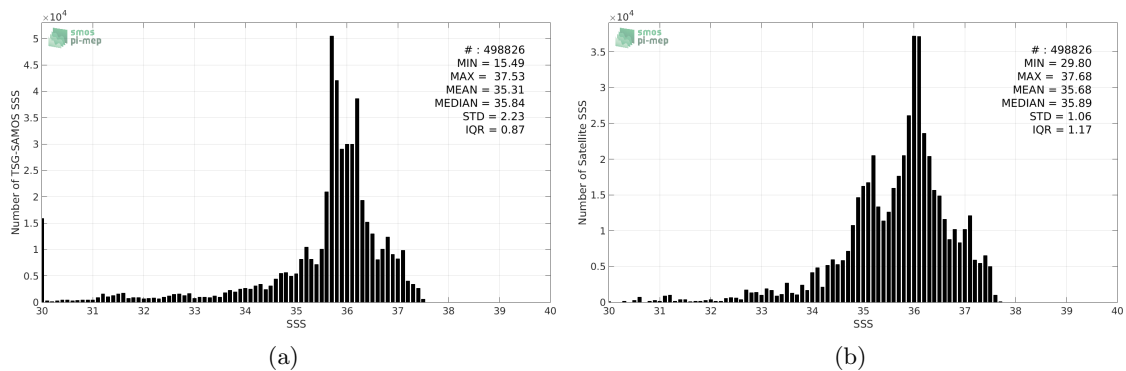 ×10⁴
smos
pi-mep
# : 498826
MIN = 15.49
MAX = 37.53
MEAN = 35.31
MEDIAN = 35.84
STD = 2.23
IQR = 0.87
Number of TSG-SAMOS SSS
5
4.5
4
3.5
3
2.5
2
1.5
1
0.5
0
30 31 32 33 34 35 36 37 38 39 40
SSS
(a)
×10⁴
smos
pi-mep
# : 498826
MIN = 29.80
MAX = 37.68
MEAN = 35.68
MEDIAN = 35.89
STD = 1.06
IQR = 1.17
Number of Satellite SSS
3.5
3
2.5
2
1.5
1
0.5
0
30 31 32 33 34 35 36 37 38 39 40
SSS
(b)